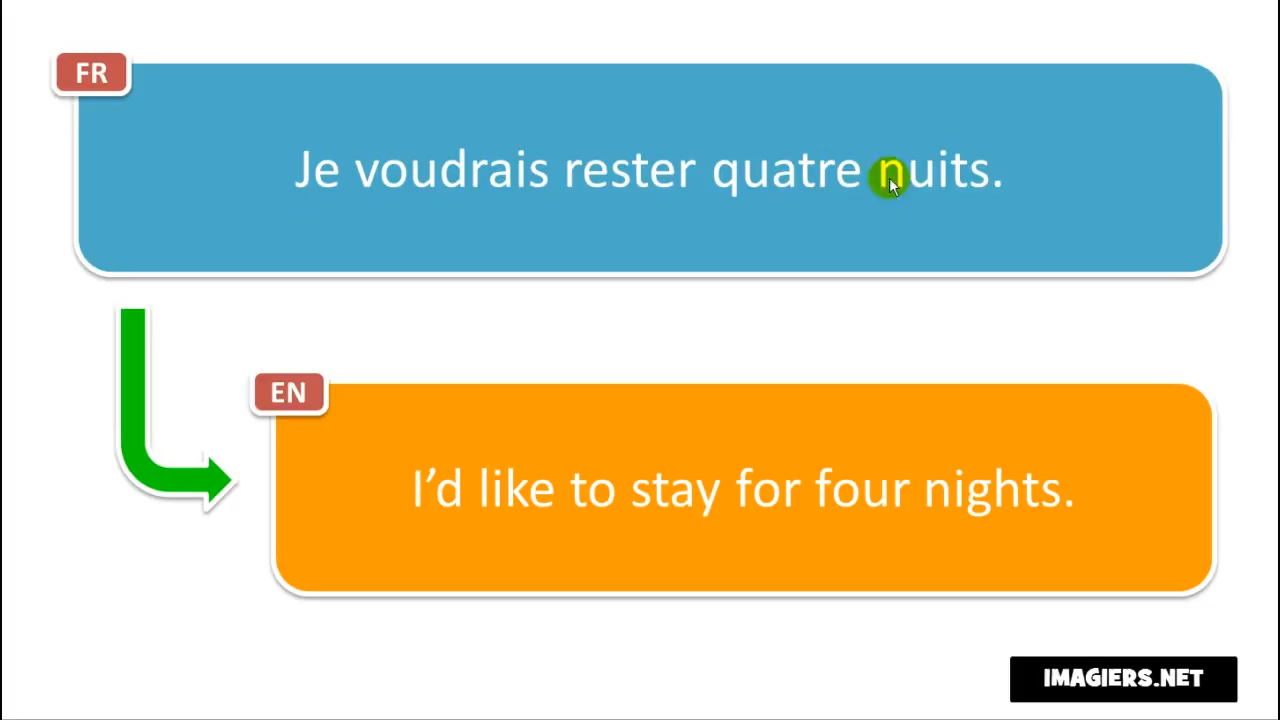 FR
Je voudrais rester quatre nuits.
EN
I’d like to stay for four nights.
IMAGIERS.NET